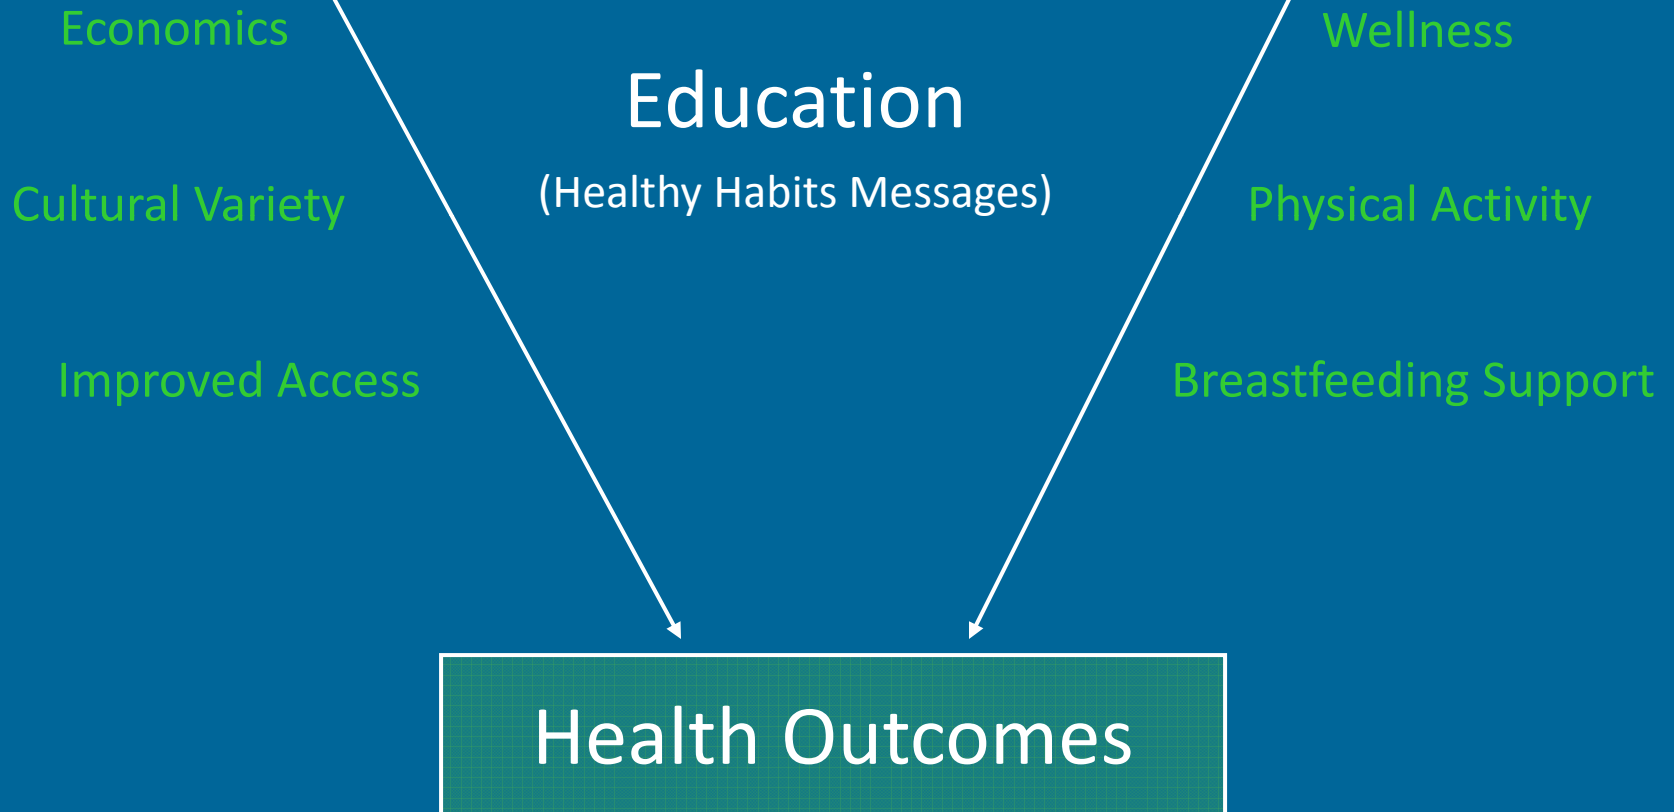 Economics
Wellness
Education
(Healthy Habits Messages)
Cultural Variety
Physical Activity
Improved Access
Breastfeeding Support
Health Outcomes